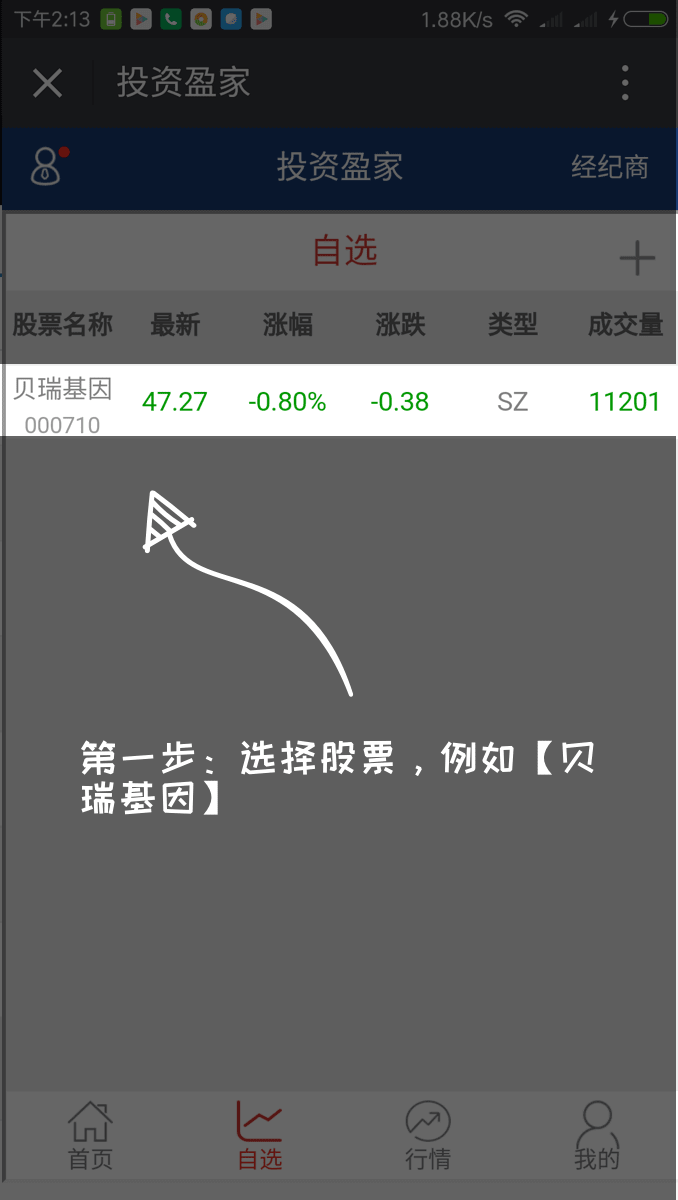 下午2:13 1.88K/s
投资盈家
投资盈家 经纪商
自选
股票名称 最新 涨幅 涨跌 类型 成交量
贝瑞基因 47.27 -0.80% -0.38 SZ 11201
000710
第一步：选择股票，例如【贝
瑞基因】
首页 自选 行情 我的